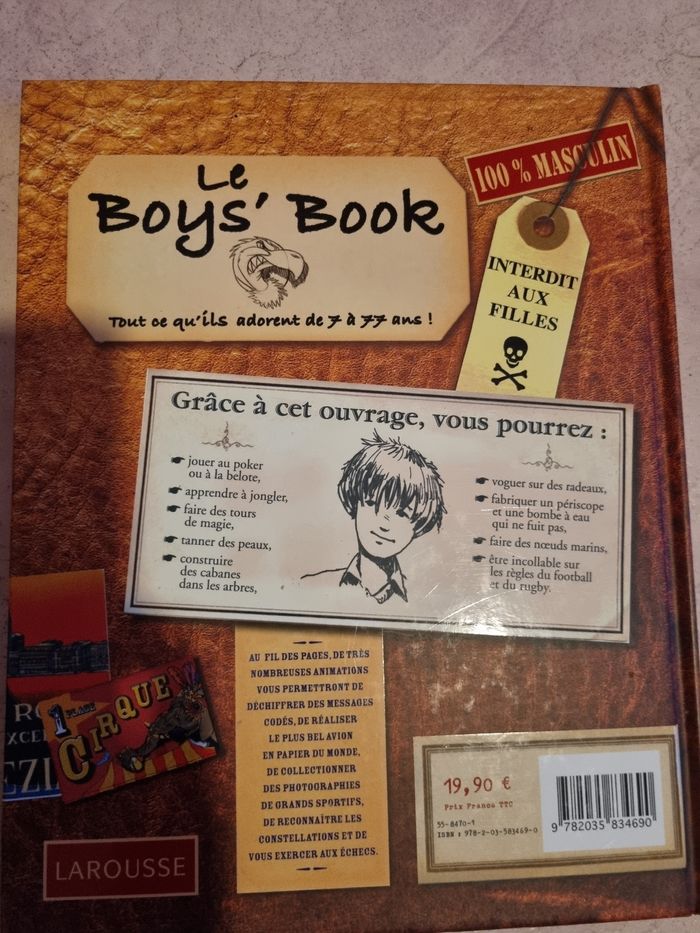 100 % MASCULIN
Le
Boys' Book
Tout ce qu'ils adorent de 7 à 77 ans !
INTERDIT
AUX
FILLES
Grâce à cet ouvrage, vous pourrez :
jouer au poker
ou à la belote,
apprendre à jongler,
faire des tours
de magie,
tanner des peaux,
construire
des cabanes
dans les arbres,
voguer sur des radeaux,
fabriquer un périscope
et une bombe à eau
qui ne fuit pas,
faire des nœuds marins,
être incollable sur
les règles du football
et du rugby.
AU FIL DES PAGES, DE TRÈS
NOMBREUSES ANIMATIONS
VOUS PERMETTRONT DE
DÉCHIFFRER DES MESSAGES
CODÉS, DE RÉALISER
LE PLUS BEL AVION
EN PAPIER DU MONDE,
DE COLLECTIONNER
DES PHOTOGRAPHIES
DE GRANDS SPORTIFS,
DE RECONNAÎTRE LES
CONSTELLATIONS ET DE
VOUS EXERCER AUX ÉCHECS.
1 PLACE
CIRQUE
LAROUSSE
19,90 €
Prix France TTC
55-8470-1
ISBN : 978-2-03-583469-0
9 782035 834690